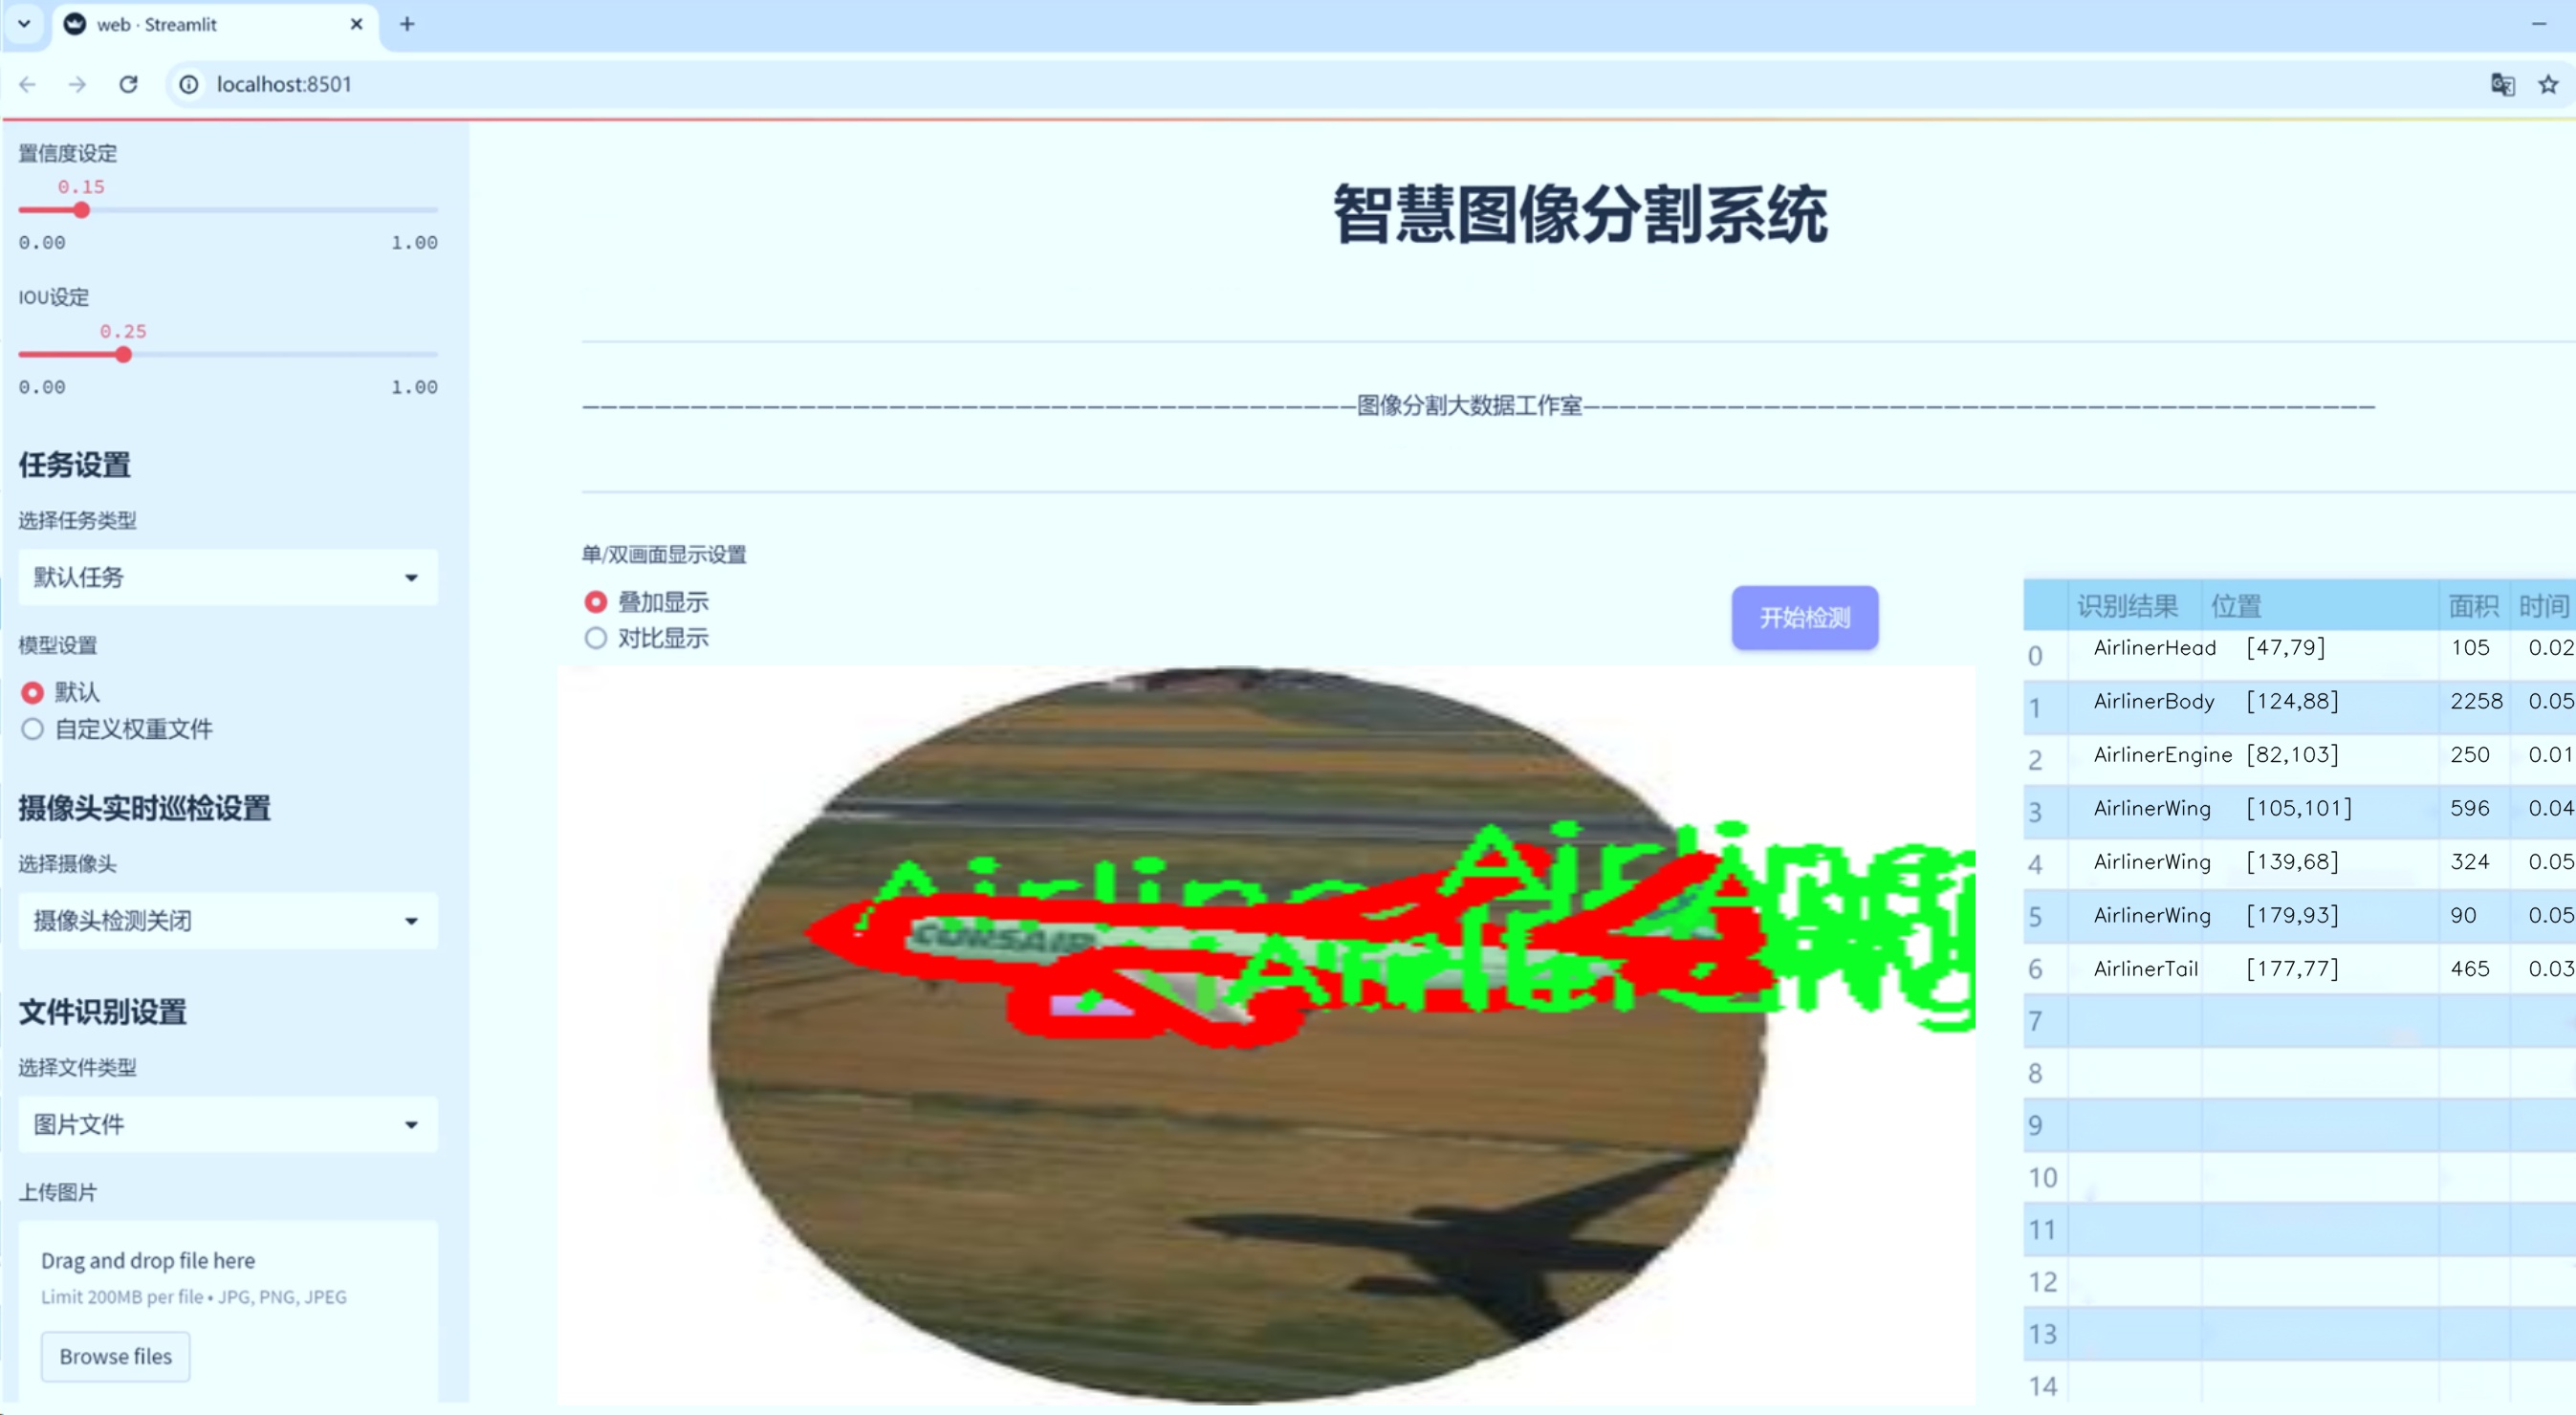 web · Streamlit
localhost:8501
置信度设定
0.15
0.00 1.00
IOU设定
0.25
0.00 1.00
任务设置
选择任务类型
默认任务
模型设置
默认
自定义权重文件
摄像头实时巡检设置
选择摄像头
摄像头检测关闭
文件识别设置
选择文件类型
图片文件
上传图片
Drag and drop file here
Limit 200MB per file • JPG, PNG, JPEG
Browse files
智慧图像分割系统
图像分割大数据工作室
单/双画面显示设置
叠加显示
对比显示
开始检测
CORSAIR
识别结果 位置 面积 时间
0 AirlinerHead [47,79] 105 0.02
1 AirlinerBody [124,88] 2258 0.05
2 AirlinerEngine [82,103] 250 0.01
3 AirlinerWing [105,101] 596 0.04
4 AirlinerWing [139,68] 324 0.05
5 AirlinerWing [179,93] 90 0.05
6 AirlinerTail [177,77] 465 0.03
7
8
9
10
11
12
13
14